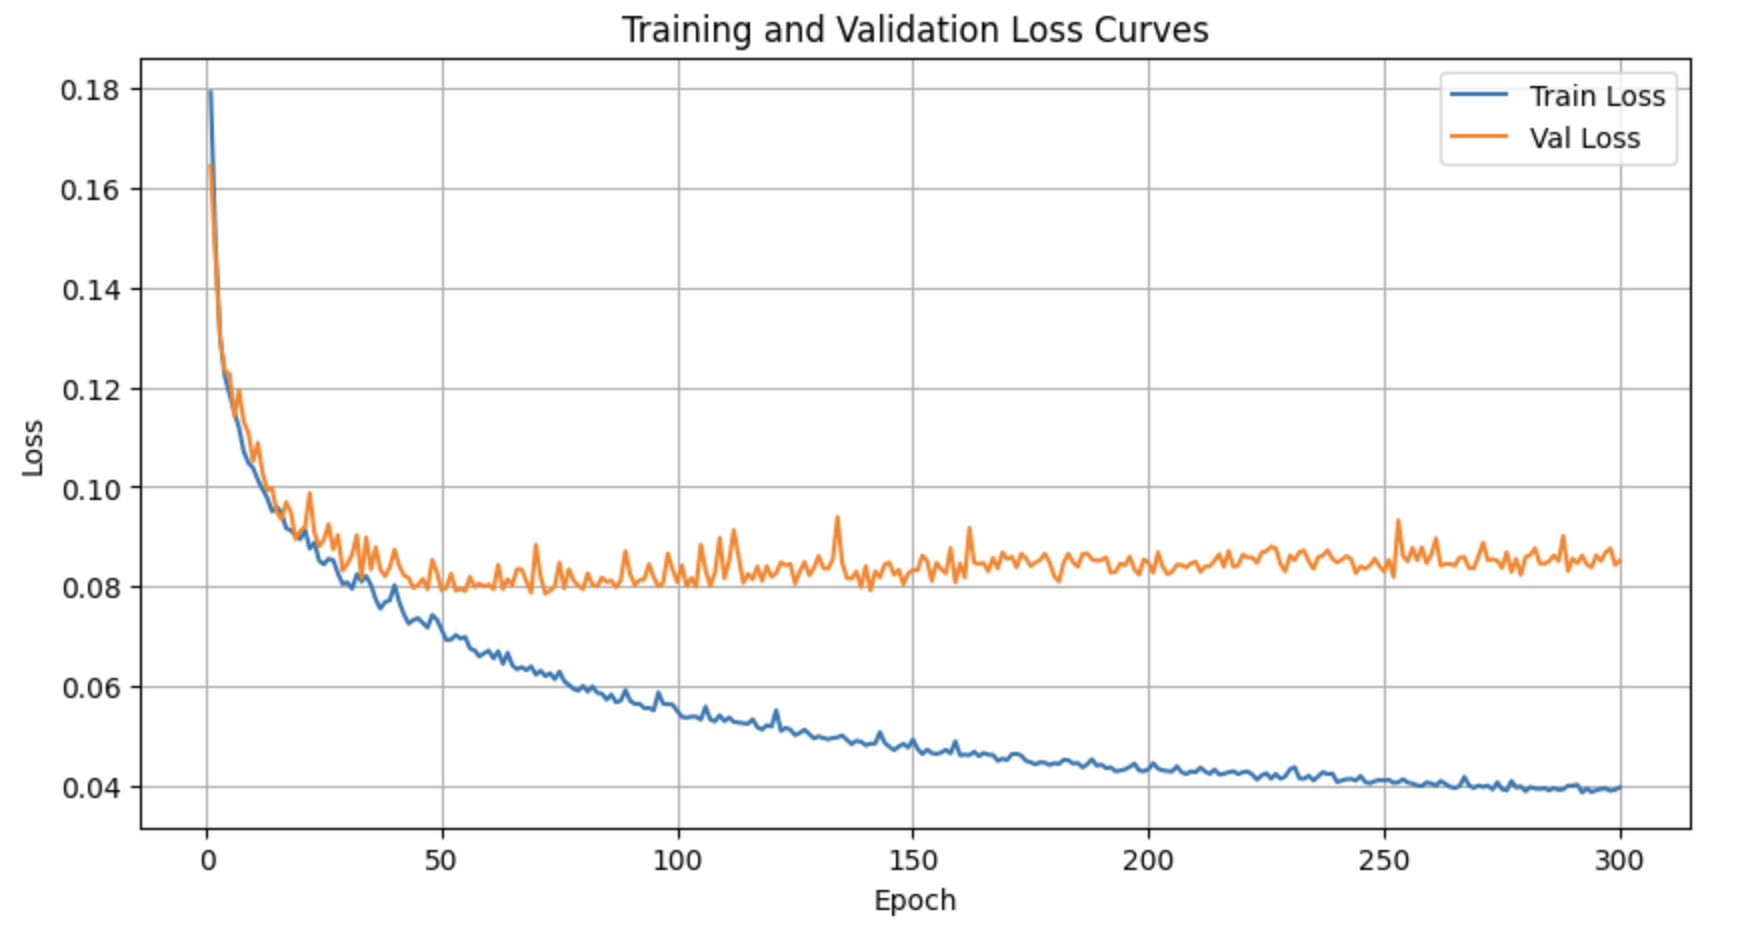 Training and Validation Loss Curves
Train Loss
Val Loss
0.18
0.16
0.14
0.12
0.10
0.08
0.06
0.04
Loss
0 50 100 150 200 250 300
Epoch